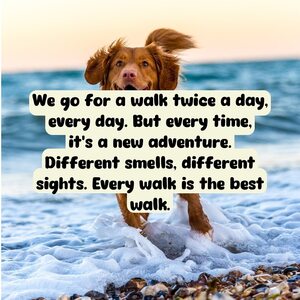 We go for a walk twice a day,
every day. But every time,
it's a new adventure.
Different smells, different
sights. Every walk is the best
walk.